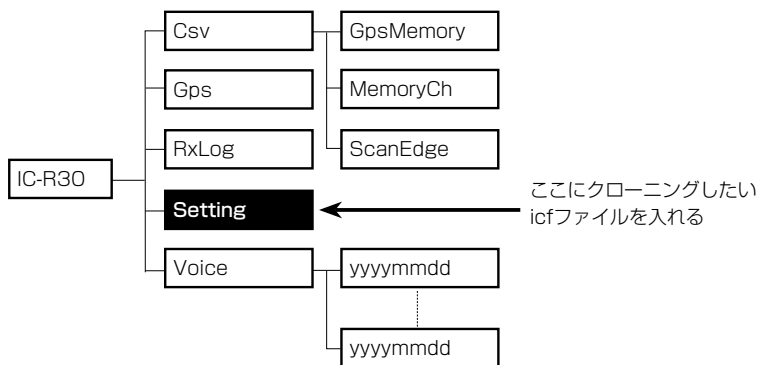 Csv
GpsMemory
Gps
MemoryCh
RxLog
ScanEdge
IC-R30
Setting
ここにクローニングしたい
icfファイルを入れる
Voice
yyyymmdd
yyyymmdd